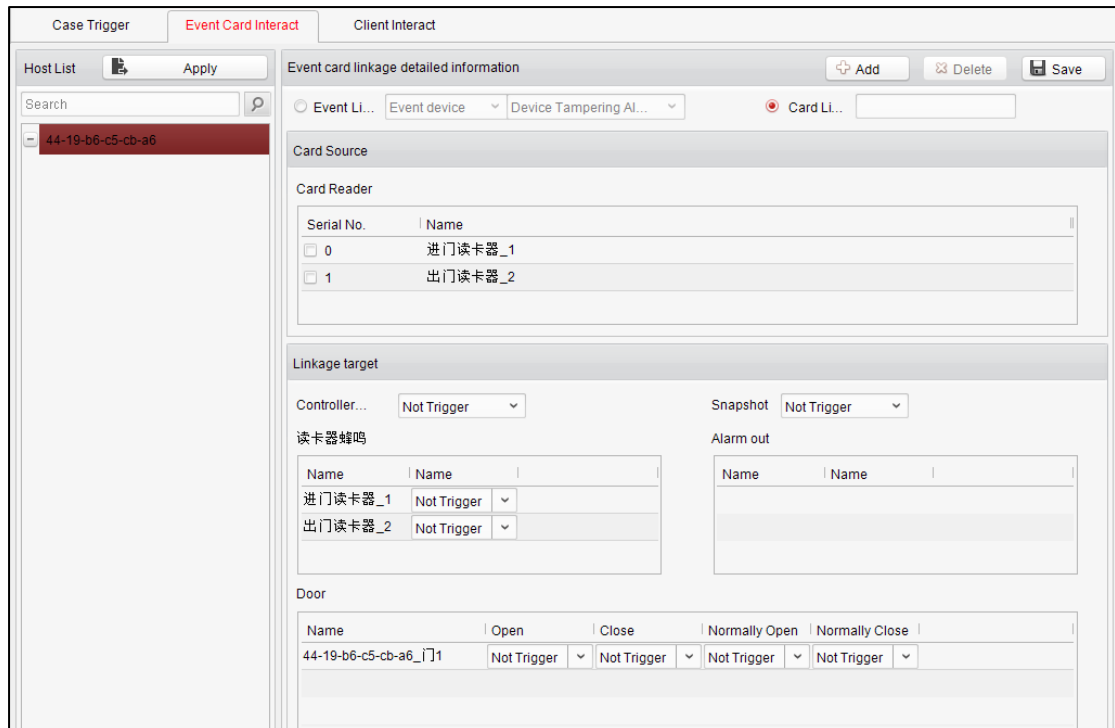 Case Trigger Event Card Interact Client Interact
Host List Apply
Search
44-19-b6-c5-cb-a6
Event card linkage detailed information Add Delete Save
Event Li... Event device Device Tampering Al... Card Li...
Card Source
Card Reader
Serial No. Name
0 进门读卡器_1
1 出门读卡器_2
Linkage target
Controller... Not Trigger Snapshot Not Trigger
读卡器蜂鸣 Alarm out
Name Name Name Name
进门读卡器_1 Not Trigger
出门读卡器_2 Not Trigger
Door
Name Open Close Normally Open Normally Close
44-19-b6-c5-cb-a6_门1 Not Trigger Not Trigger Not Trigger Not Trigger